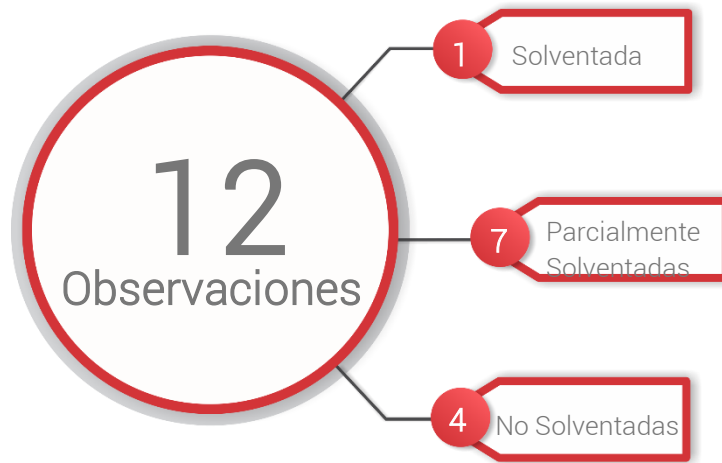 12
Observaciones
1
Solventada
7
Parcialmente
Solventadas
4
No Solventadas